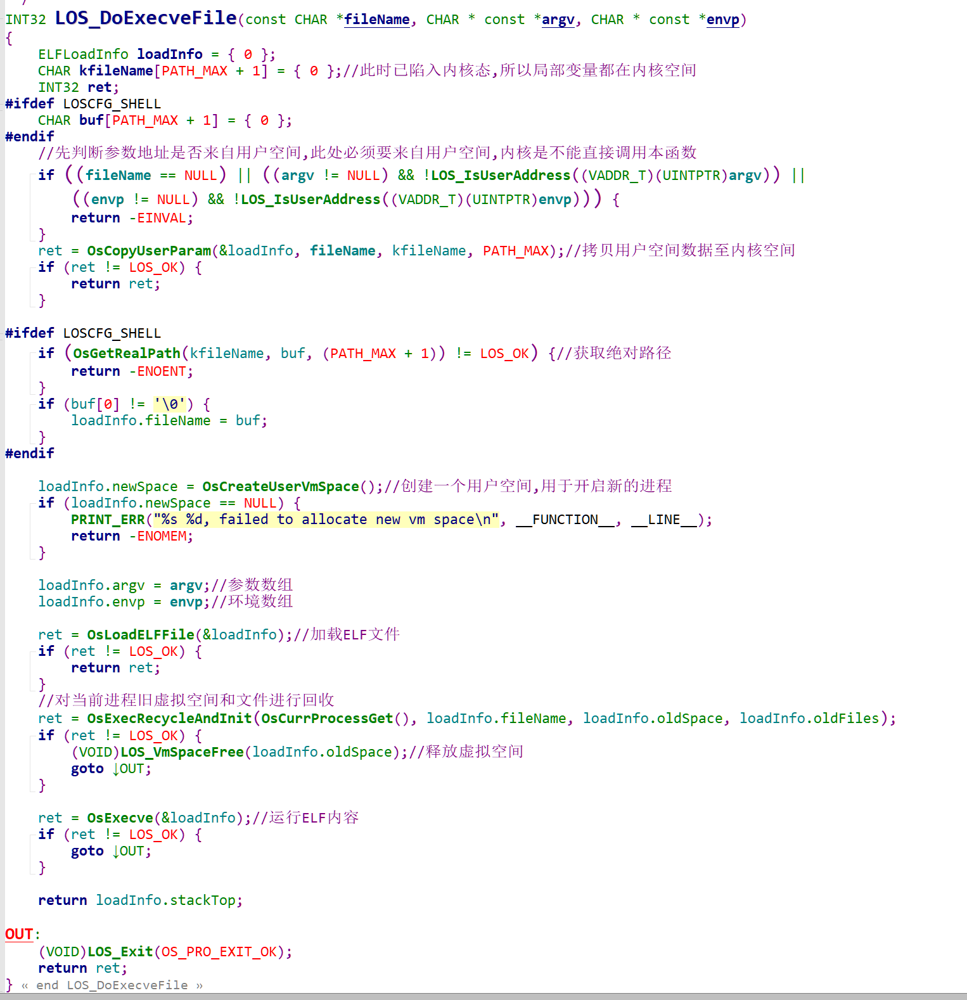 INT32 LOS_DoExecveFile(const CHAR *fileName, CHAR * const *argv, CHAR * const *envp)
{
    ELFLoadInfo loadInfo = { 0 };
    CHAR kfileName[PATH_MAX + 1] = { 0 };//此时已陷入内核态,所以局部变量都在内核空间
    INT32 ret;
#ifdef LOSCFG_SHELL
    CHAR buf[PATH_MAX + 1] = { 0 };
#endif
    //先判断参数地址是否来自用户空间,此处必须要来自用户空间,内核是不能直接调用本函数
    if ((fileName == NULL) || ((argv != NULL) && !LOS_IsUserAddress((VADDR_T)(UINTPTR)argv)) ||
        ((envp != NULL) && !LOS_IsUserAddress((VADDR_T)(UINTPTR)envp))) {
        return -EINVAL;
    }
    ret = OsCopyUserParam(&loadInfo, fileName, kfileName, PATH_MAX);//拷贝用户空间数据至内核空间
    if (ret != LOS_OK) {
        return ret;
    }

#ifdef LOSCFG_SHELL
    if (OsGetRealPath(kfileName, buf, (PATH_MAX + 1)) != LOS_OK) {//获取绝对路径
        return -ENOENT;
    }
    if (buf[0] != '\0') {
        loadInfo.fileName = buf;
    }
#endif

    loadInfo.newSpace = OsCreateUserVmSpace();//创建一个用户空间,用于开启新的进程
    if (loadInfo.newSpace == NULL) {
        PRINT_ERR("%s %d, failed to allocate new vm space\n", __FUNCTION__, __LINE__);
        return -ENOMEM;
    }

    loadInfo.argv = argv;//参数数组
    loadInfo.envp = envp;//环境数组

    ret = OsLoadELFFile(&loadInfo);//加载ELF文件
    if (ret != LOS_OK) {
        return ret;
    }
    //对当前进程旧虚拟空间和文件进行回收
    ret = OsExecRecycleAndInit(OsCurrProcessGet(), loadInfo.fileName, loadInfo.oldSpace, loadInfo.oldFiles);
    if (ret != LOS_OK) {
        (VOID)LOS_VmSpaceFree(loadInfo.oldSpace);//释放虚拟空间
        goto ↓OUT;
    }

    ret = OsExecve(&loadInfo);//运行ELF内容
    if (ret != LOS_OK) {
        goto ↓OUT;
    }

    return loadInfo.stackTop;

OUT:
    (VOID)LOS_Exit(OS_PRO_EXIT_OK);
    return ret;
} « end LOS_DoExecveFile »